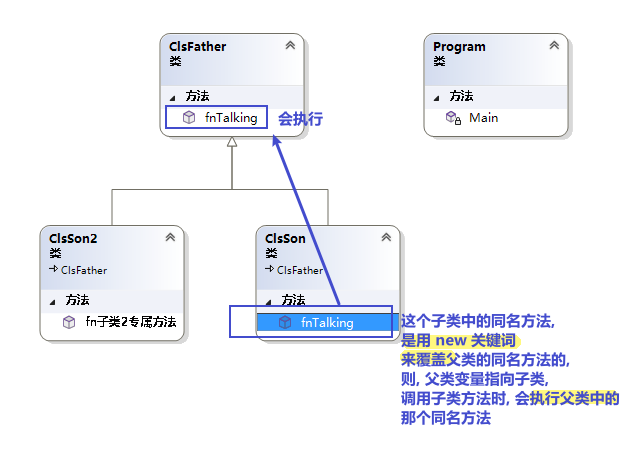 ClsFather
类
方法
fnTalking
会执行
Program
类
方法
Main
ClsSon2
类
ClsFather
方法
fn子类2专属方法
ClsSon
类
ClsFather
方法
fnTalking
这个子类中的同名方法,
是用 new 关键词
来覆盖父类的同名方法的,
则, 父类变量指向子类,
调用子类方法时, 会执行父类中的
那个同名方法